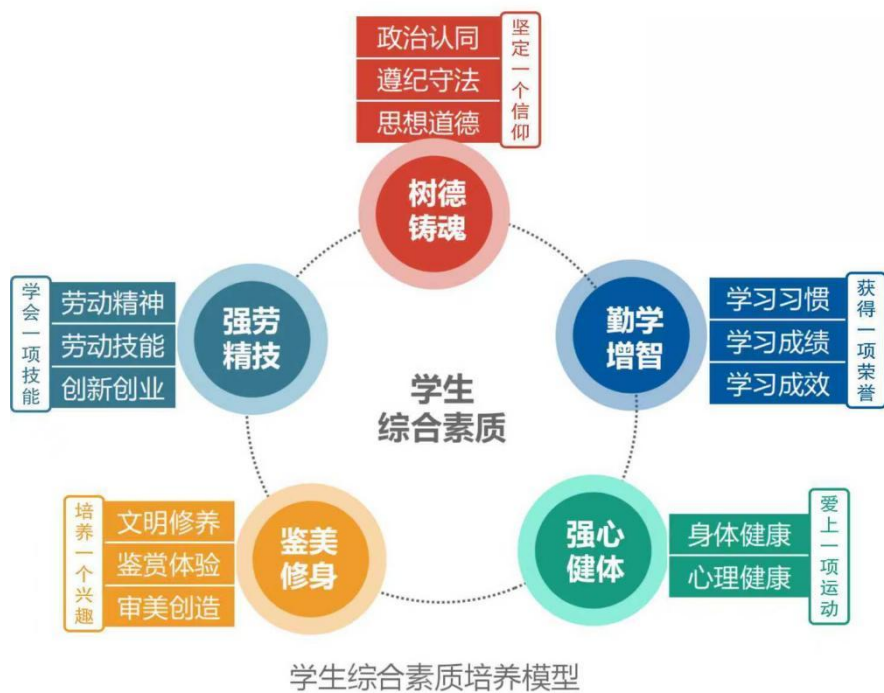 政治认同
遵纪守法
思想道德
坚定一个信仰
树德
铸魂
学会一项技能
劳动精神
劳动技能
创新创业
强劳
精技
勤学
增智
学习习惯
学习成绩
学习成效
获得一项荣誉
学生
综合素质
培养一个兴趣
文明修养
鉴赏体验
审美创造
鉴美
修身
强心
健体
身体健康
心理健康
爱上一项运动
学生综合素质培养模型